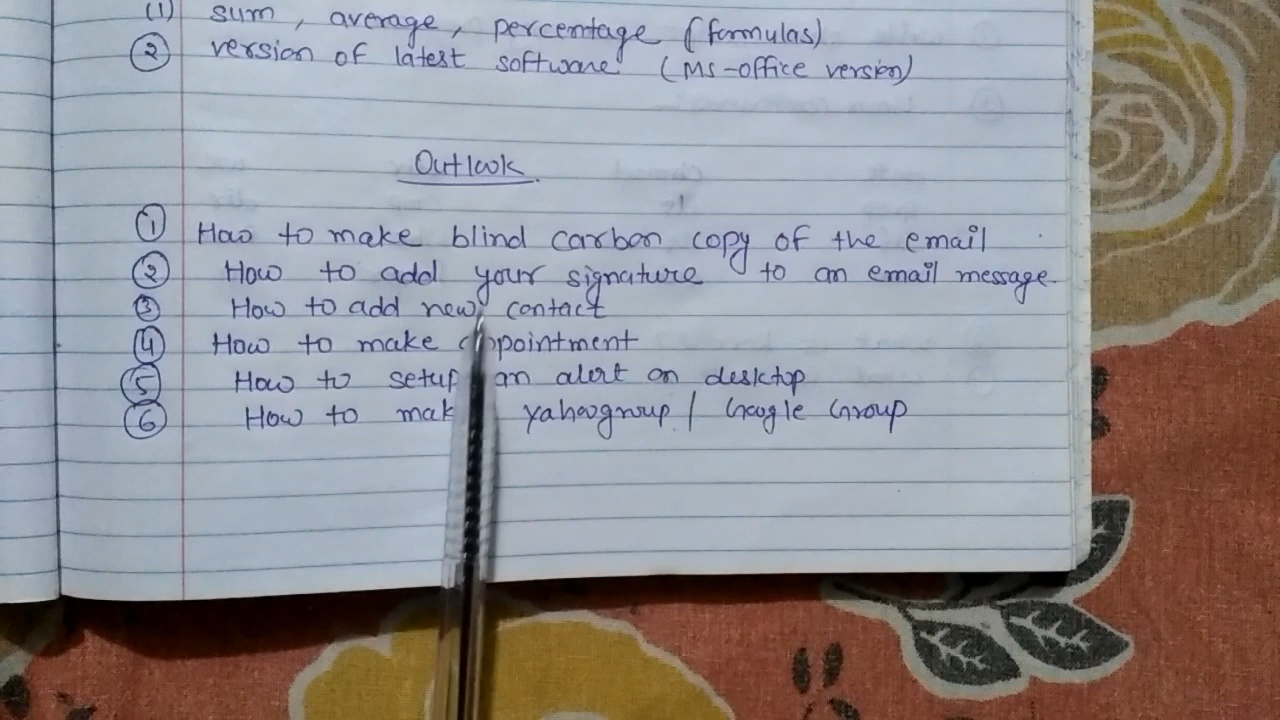 (1) sum, average, percentage (formulas)
(2) version of latest software (MS-office version)
Outlook
(1) How to make blind carbon copy of the email
(2) How to add your signature to an email message.
(3) How to add new contact
(4) How to make appointment
(5) How to setup an alert on desktop
(6) How to make yahoogroup / Google Group